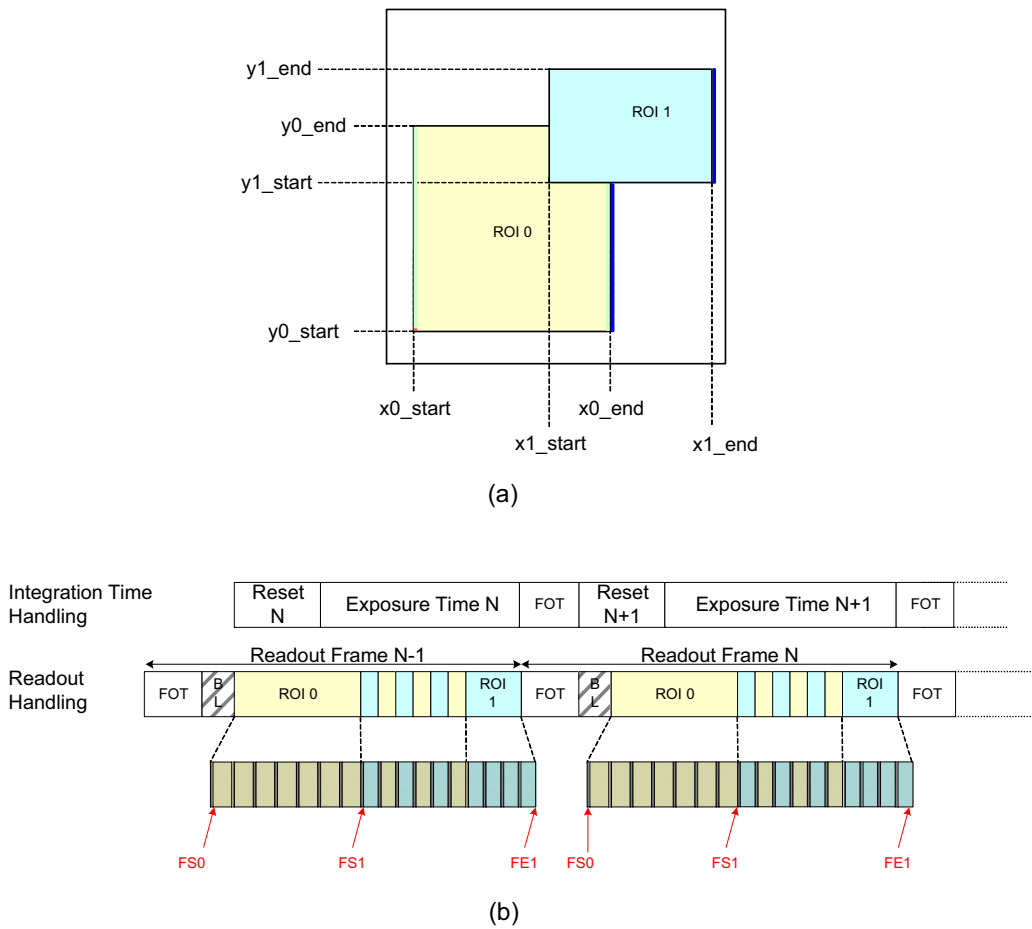 y1_end
ROI 1
y0_end
y1_start
ROI 0
y0_start
x0_start
x0_end
x1_start
x1_end
(a)
Integration Time
Handling
Reset
N
Exposure Time N
FOT
Reset
N+1
Exposure Time N+1
FOT
Readout Frame N-1
Readout Frame N
Readout
Handling
FOT
B
L
ROI 0
ROI
1
FOT
B
L
ROI 0
ROI
1
FOT
FS0
FS1
FE1
FS0
FS1
FE1
(b)